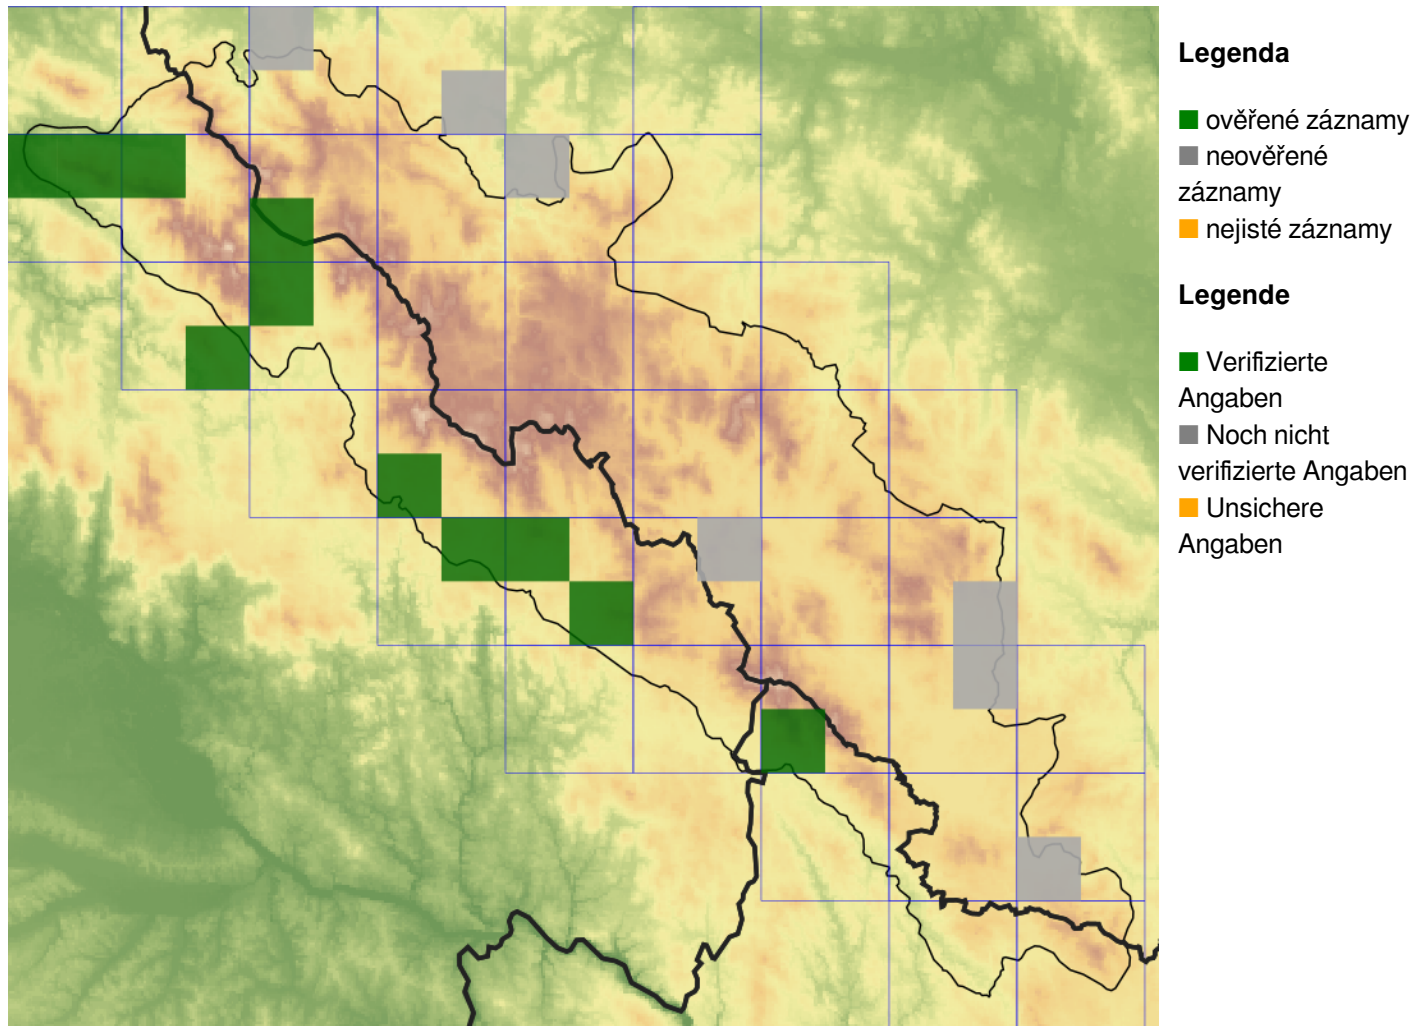 Legenda
ověřené záznamy
neověřené
záznamy
nejisté záznamy
Legende
Verifizierte
Angaben
Noch nicht
verifizierte Angaben
Unsichere
Angaben